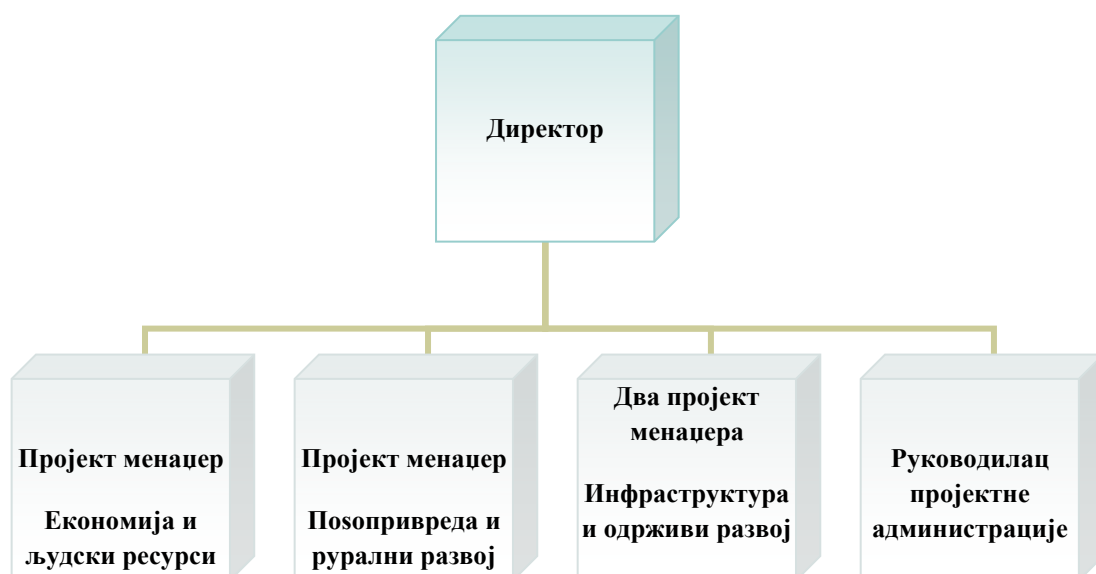 Директор
Пројект менаџер
Економија и
људски ресурси
Пројект менаџер
Поѕопривреда и
рурални развој
Два пројект
менаџера
Инфраструктура
и одрживи развој
Руководилац
пројектне
администрације